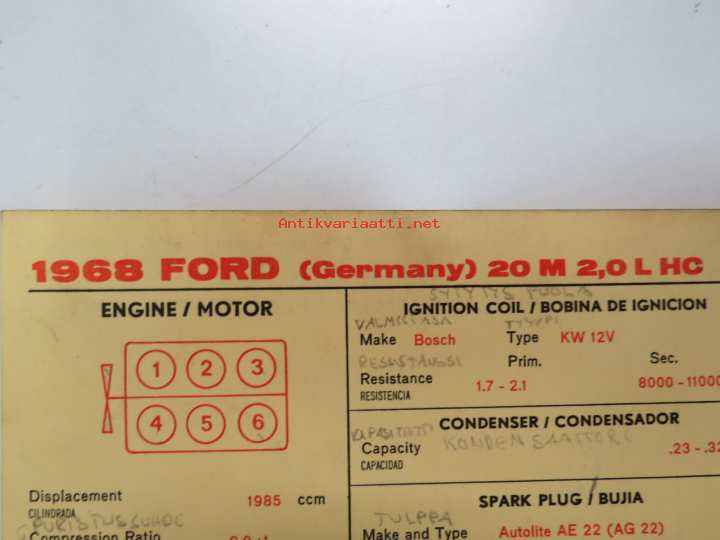 Antikvariaatti.net
1968 FORD (Germany) 20 M 2,0 L HC
ENGINE / MOTOR
1 2 3
4 5 6
Displacement 1985 ccm
CILINDRADA
PURISTUSSUHDE
Compression Ratio
SYTYTYS PUOLA
IGNITION COIL / BOBINA DE IGNICION
VALMISTAJA TYYPPI
Make Bosch Type KW 12V
RESISTANSSI Prim. Sec.
Resistance 1.7 - 2.1 8000 - 11000
RESISTENCIA
CONDENSER / CONDENSADOR
KAPASITEETTI KONDENSAATTORI
Capacity .23 - .32
CAPACIDAD
SPARK PLUG / BUJIA
TULPPA
Make and Type Autolite AE 22 (AG 22)